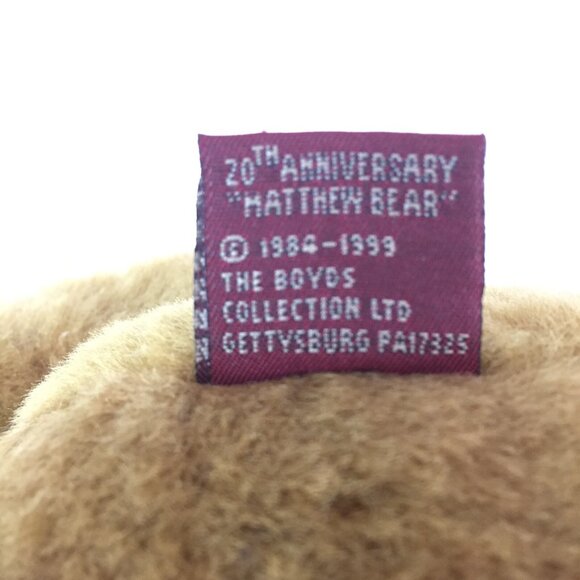 20TH ANNIVERSARY
"MATTHEW BEAR"
© 1984-1999
THE BOYDS
COLLECTION LTD
GETTYSBURG PA17325